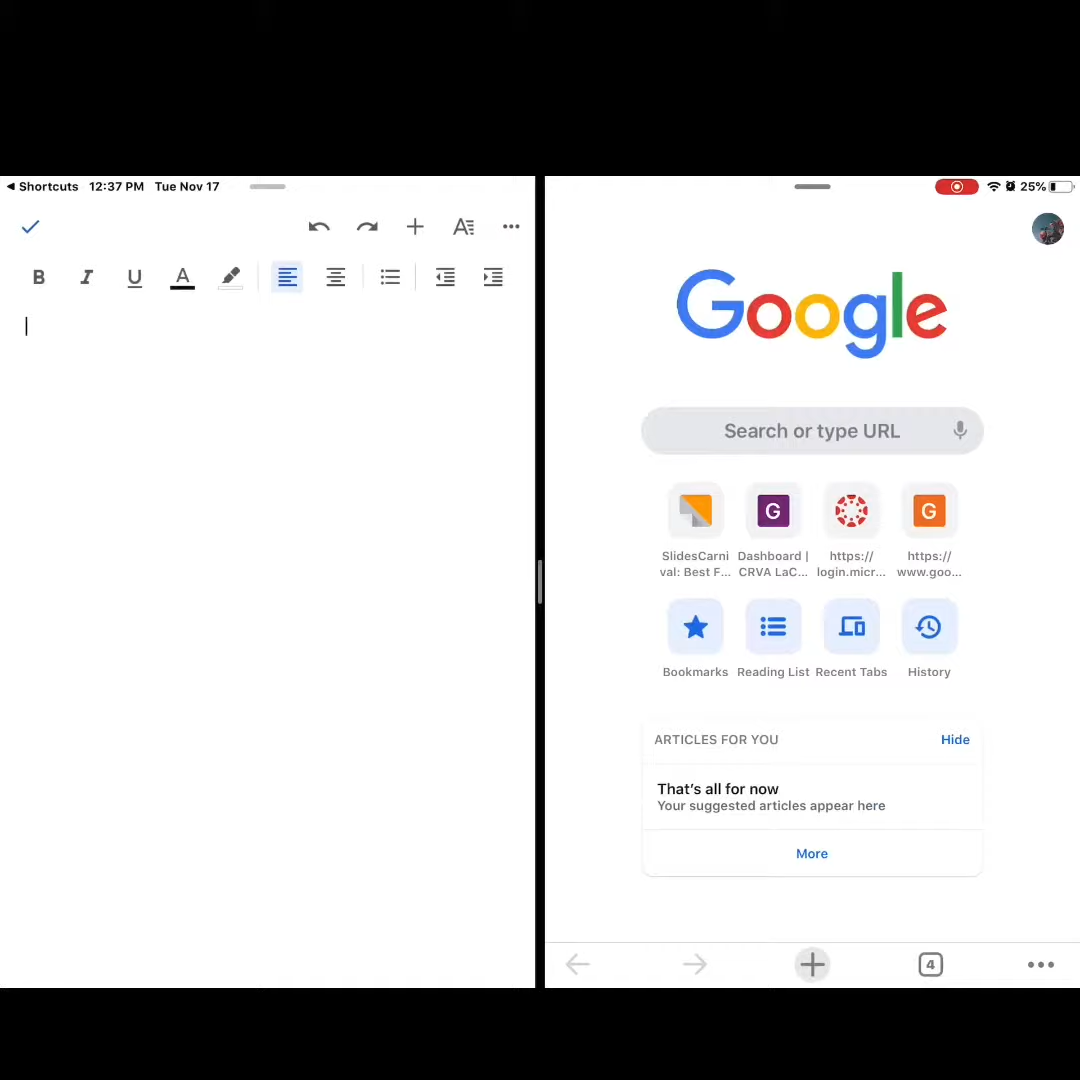 ◀ Shortcuts 12:37 PM Tue Nov 17
25%
B I U A
Google
Search or type URL
G G
SlidesCarni
val: Best F...
Dashboard |
CRVA LaC...
https://
login.micr...
https://
www.goo...
Bookmarks Reading List Recent Tabs History
ARTICLES FOR YOU Hide
That's all for now
Your suggested articles appear here
More
4